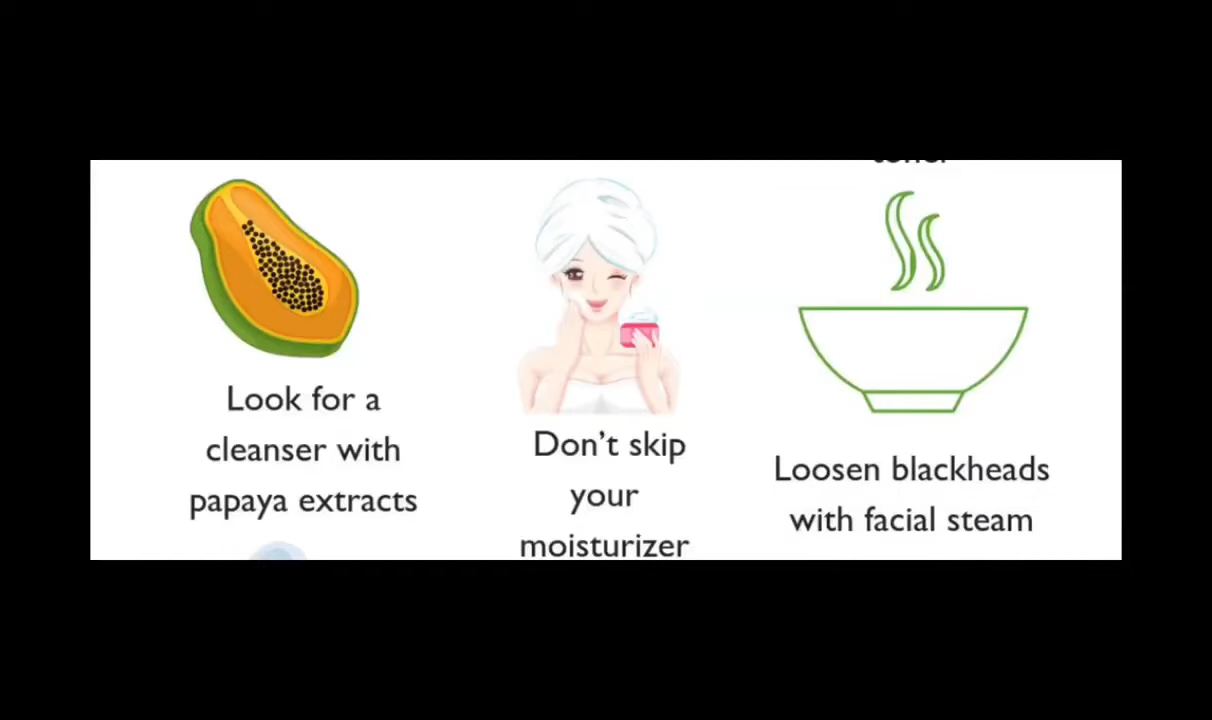 Look for a
cleanser with
papaya extracts
Don't skip
your
moisturizer
Loosen blackheads
with facial steam